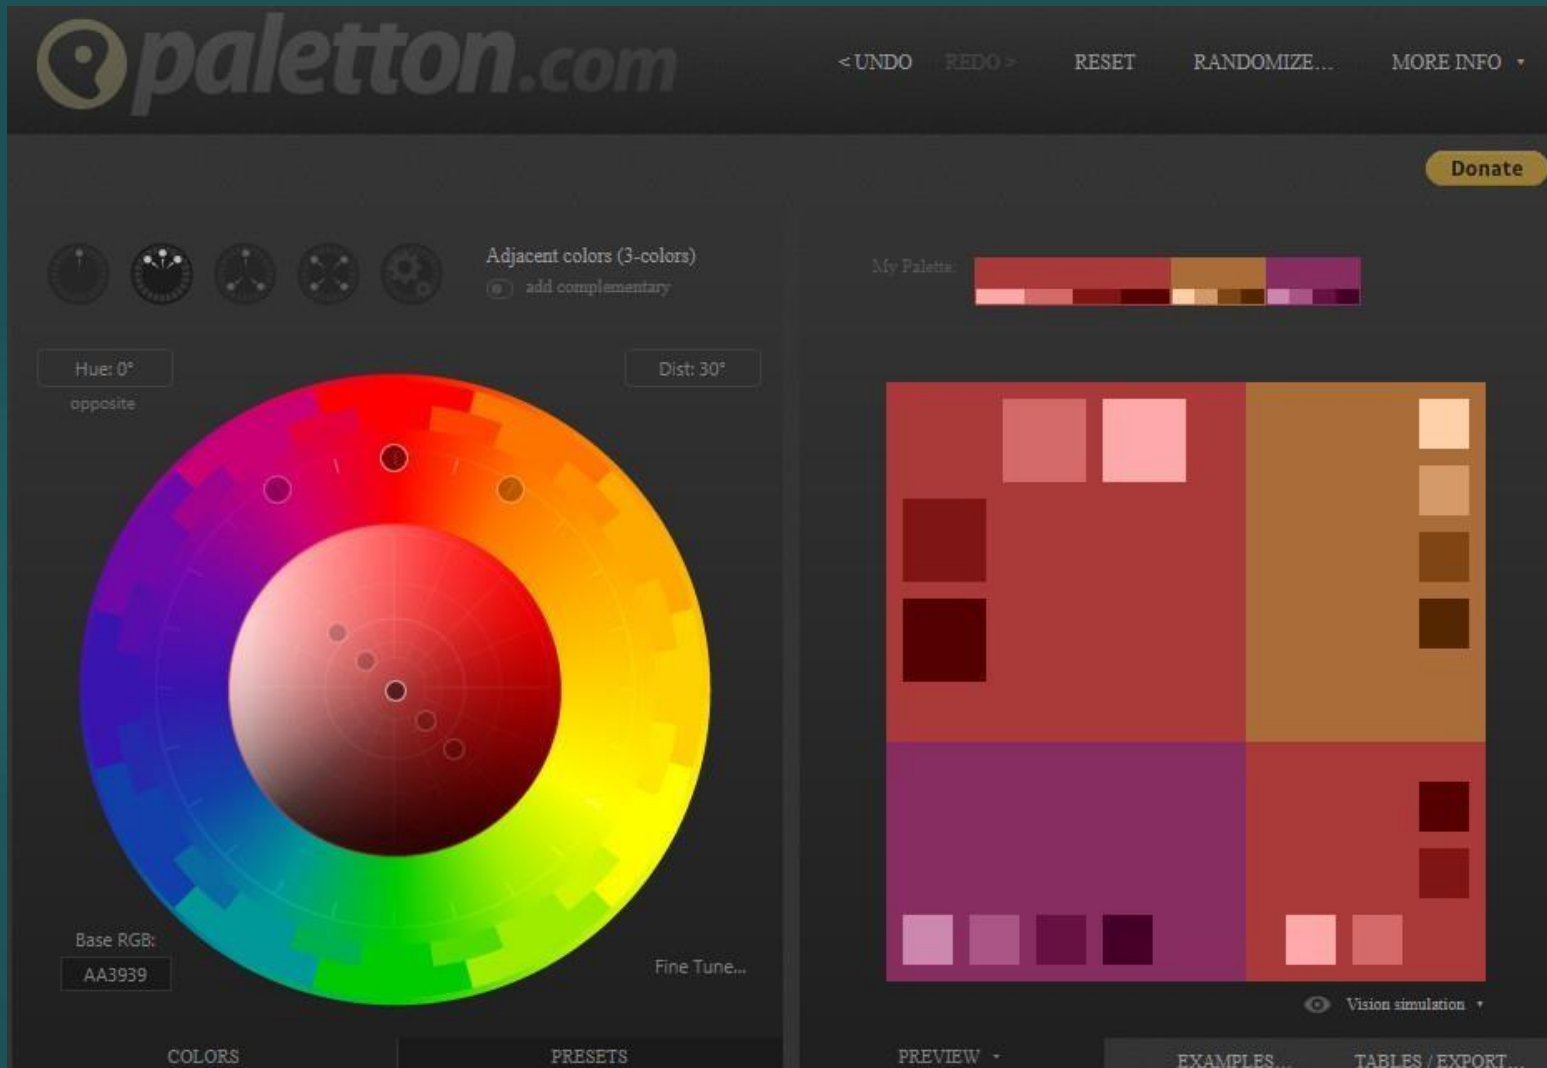 paletton.com
< UNDO REDO > RESET RANDOMIZE... MORE INFO
Donate
Adjacent colors (3-colors)
add complementary
My Palette:
Hue: 0°
Dist: 30°
opposite
Base RGB:
AA3939
Fine Tune...
Vision simulation
COLORS PRESETS PREVIEW EXAMPLES... TABLES / EXPORT...